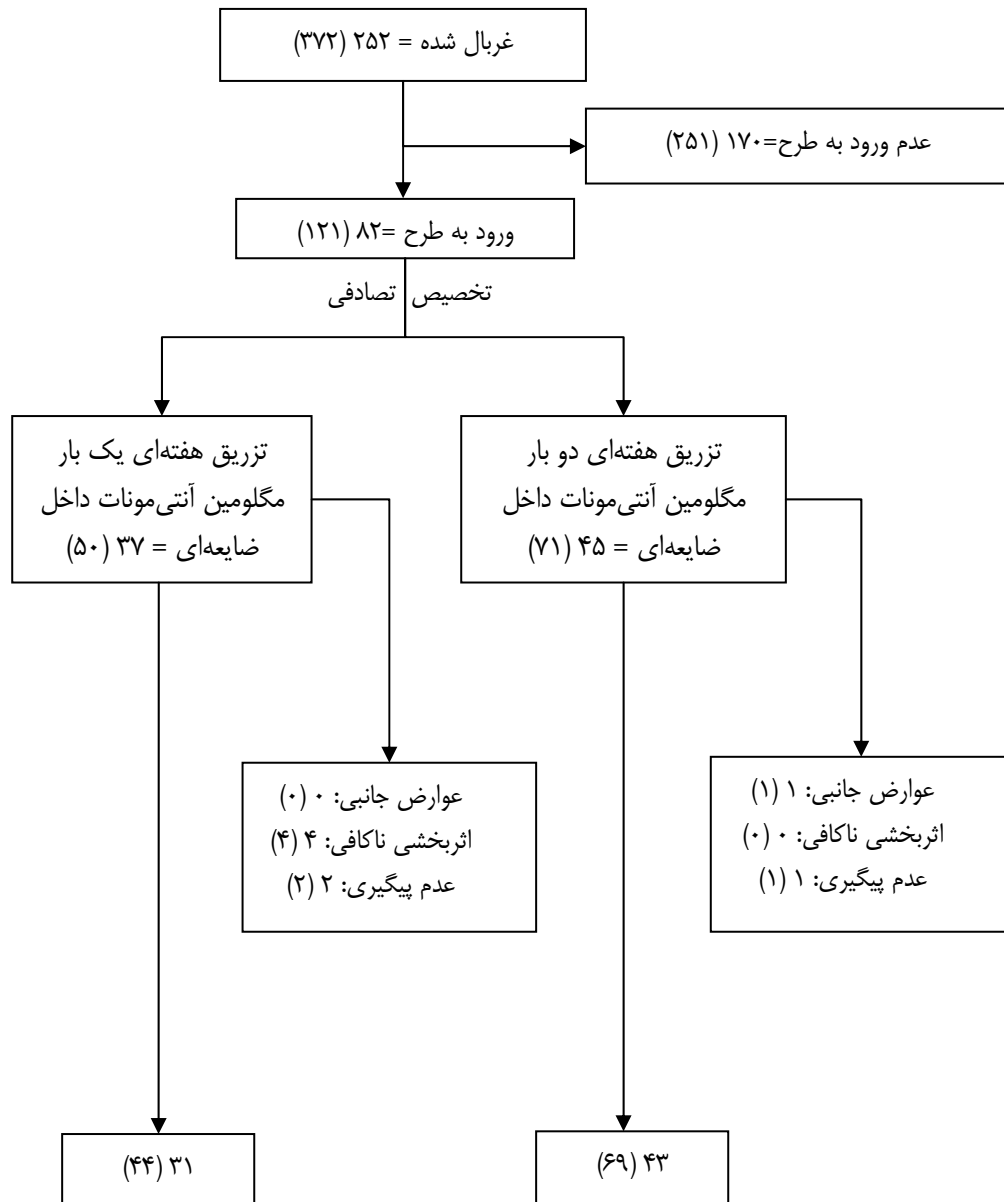 غربال شده = ۲۵۲ (۳۷۲)
عدم ورود به طرح=۱۷۰ (۲۵۱)
ورود به طرح =۸۲ (۱۲۱)
تخصیص تصادفی
تزریق هفته‌ای دو بار
مگلومین آنتی‌مونات داخل
ضایعه‌ای = ۴۵ (۷۱)
تزریق هفته‌ای یک بار
مگلومین آنتی‌مونات داخل
ضایعه‌ای = ۳۷ (۵۰)
عوارض جانبی: ۱ (۱)
اثربخشی ناکافی: ۰ (۰)
عدم پیگیری: ۱ (۱)
عوارض جانبی: ۰ (۰)
اثربخشی ناکافی: ۴ (۴)
عدم پیگیری: ۲ (۲)
۴۳ (۶۹)
۳۱ (۴۴)